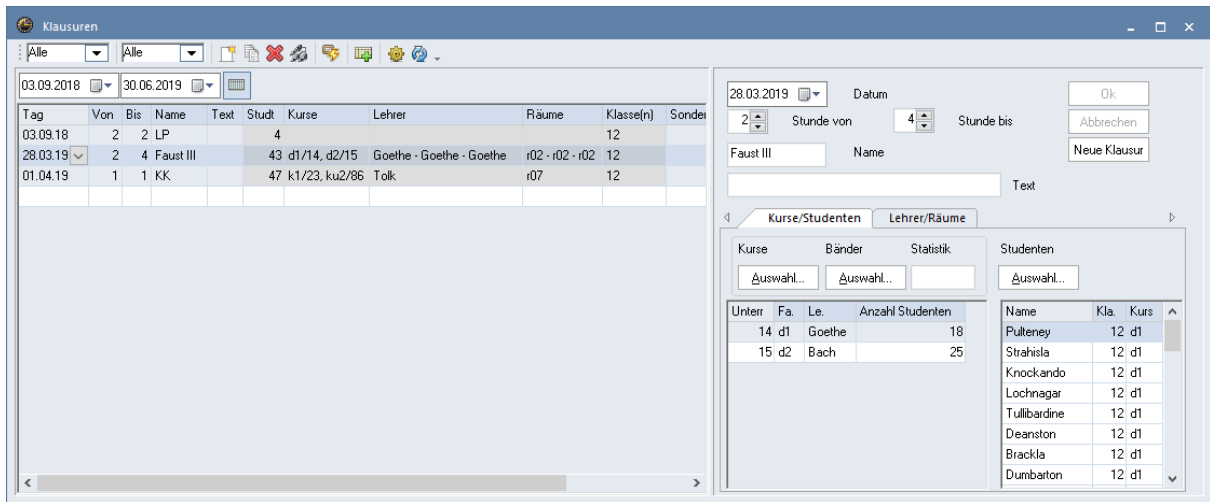 Klausuren
Alle Alle
03.09.2018 30.06.2019
Tag Von Bis Name Text Studt Kurse Lehrer Räume Klasse(n) Sonder
03.09.18 2 2 LP 4 12
28.03.19 2 4 Faust III 43 d1/14, d2/15 Goethe - Goethe - Goethe r02 - r02 - r02 12
01.04.19 1 1 KK 47 k1/23, ku2/86 Tolk r07 12
28.03.2019 Datum Ok
2 Stunde von 4 Stunde bis Abbrechen
Faust III Name Neue Klausur
Text
Kurse/Studenten Lehrer/Räume
Kurse Bänder Statistik Studenten
Auswahl... Auswahl... Auswahl...
Unterr Fa. Le. Anzahl Studenten
14 d1 Goethe 18
15 d2 Bach 25
Name Kla. Kurs
Pulteney 12 d1
Strahisla 12 d1
Knockando 12 d1
Lochnagar 12 d1
Tullibardine 12 d1
Deanston 12 d1
Brackla 12 d1
Dumbarton 12 d1